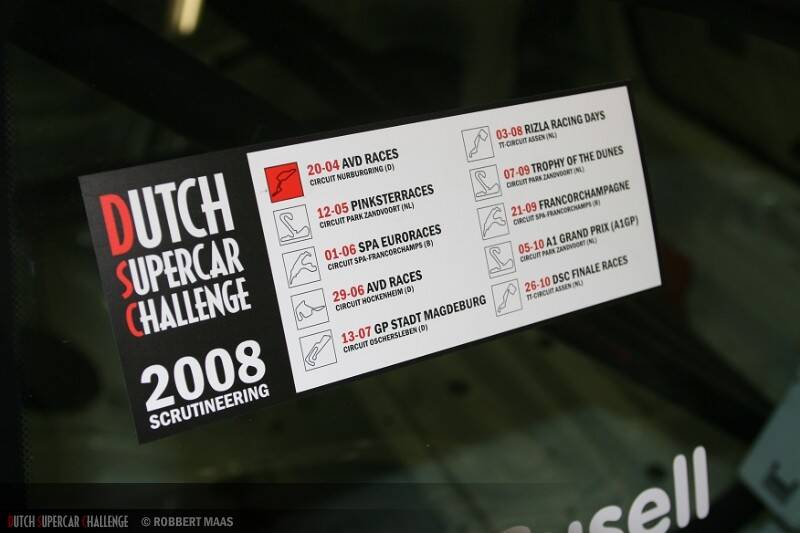 DUTCH
SUPERCAR
CHALLENGE
2008
SCRUTINEERING
20-04 AVD RACES
CIRCUIT NURBURGRING (D)
12-05 PINKSTERRACES
CIRCUIT PARK ZANDVOORT (NL)
01-06 SPA EURORACES
CIRCUIT SPA-FRANCORCHAMPS (B)
29-06 AVD RACES
CIRCUIT HOCKENHEIM (D)
13-07 GP STADT MAGDEBURG
CIRCUIT OSCHERSLEBEN (D)
03-08 RIZLA RACING DAYS
TT-CIRCUIT ASSEN (NL)
07-09 TROPHY OF THE DUNES
CIRCUIT PARK ZANDVOORT (NL)
21-09 FRANCORCHAMPAGNE
CIRCUIT SPA-FRANCORCHAMPS (B)
05-10 A1 GRAND PRIX (A1GP)
CIRCUIT PARK ZANDVOORT (NL)
26-10 DSC FINALE RACES
TT-CIRCUIT ASSEN (NL)
DUTCH SUPERCAR CHALLENGE © ROBBERT MAAS